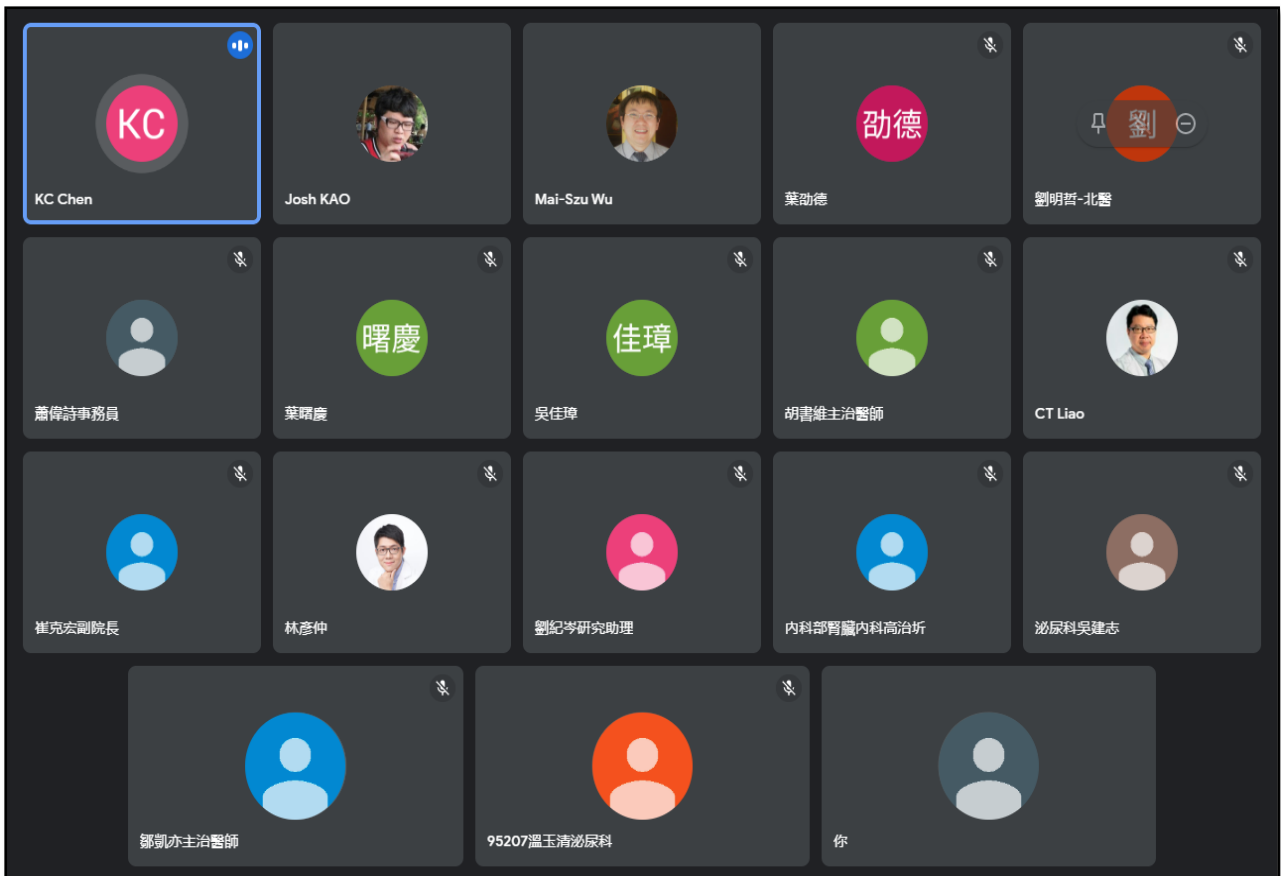 KC
KC Chen
Josh KAO
Mai-Szu Wu
劭德
葉劭德
劉
劉明哲-北醫
蕭偉詩事務員
曙慶
葉曙慶
佳璋
吳佳璋
胡書維主治醫師
CT Liao
崔克宏副院長
林彥仲
劉紀岑研究助理
內科部腎臟內科高治圻
泌尿科吳建志
鄒凱亦主治醫師
95207溫玉清泌尿科
你